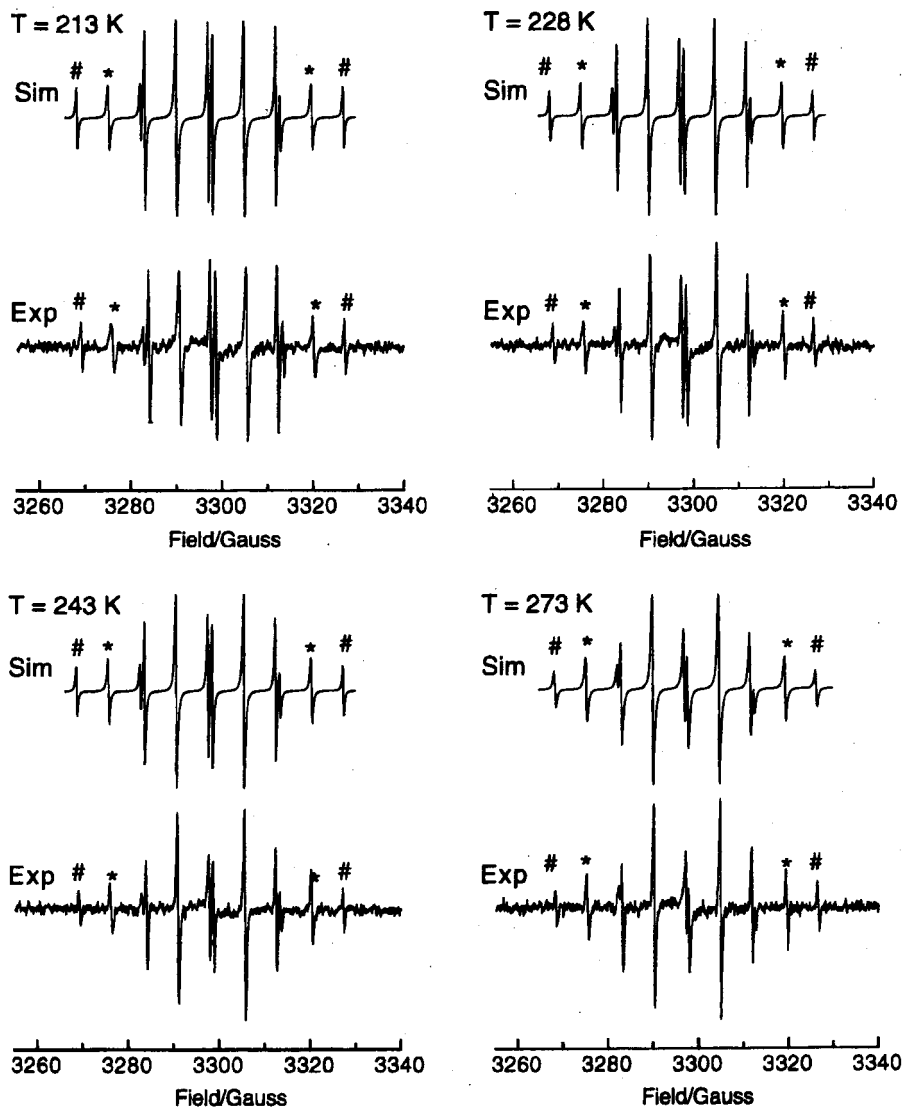 T = 213 K
# * * #
Sim
# * * #
Exp
3260 3280 3300 3320 3340
Field/Gauss
T = 228 K
# * * #
Sim
# * * #
Exp
3260 3280 3300 3320 3340
Field/Gauss
T = 243 K
# * * #
Sim
# * * #
Exp
3260 3280 3300 3320 3340
Field/Gauss
T = 273 K
# * * #
Sim
# * * #
Exp
3260 3280 3300 3320 3340
Field/Gauss